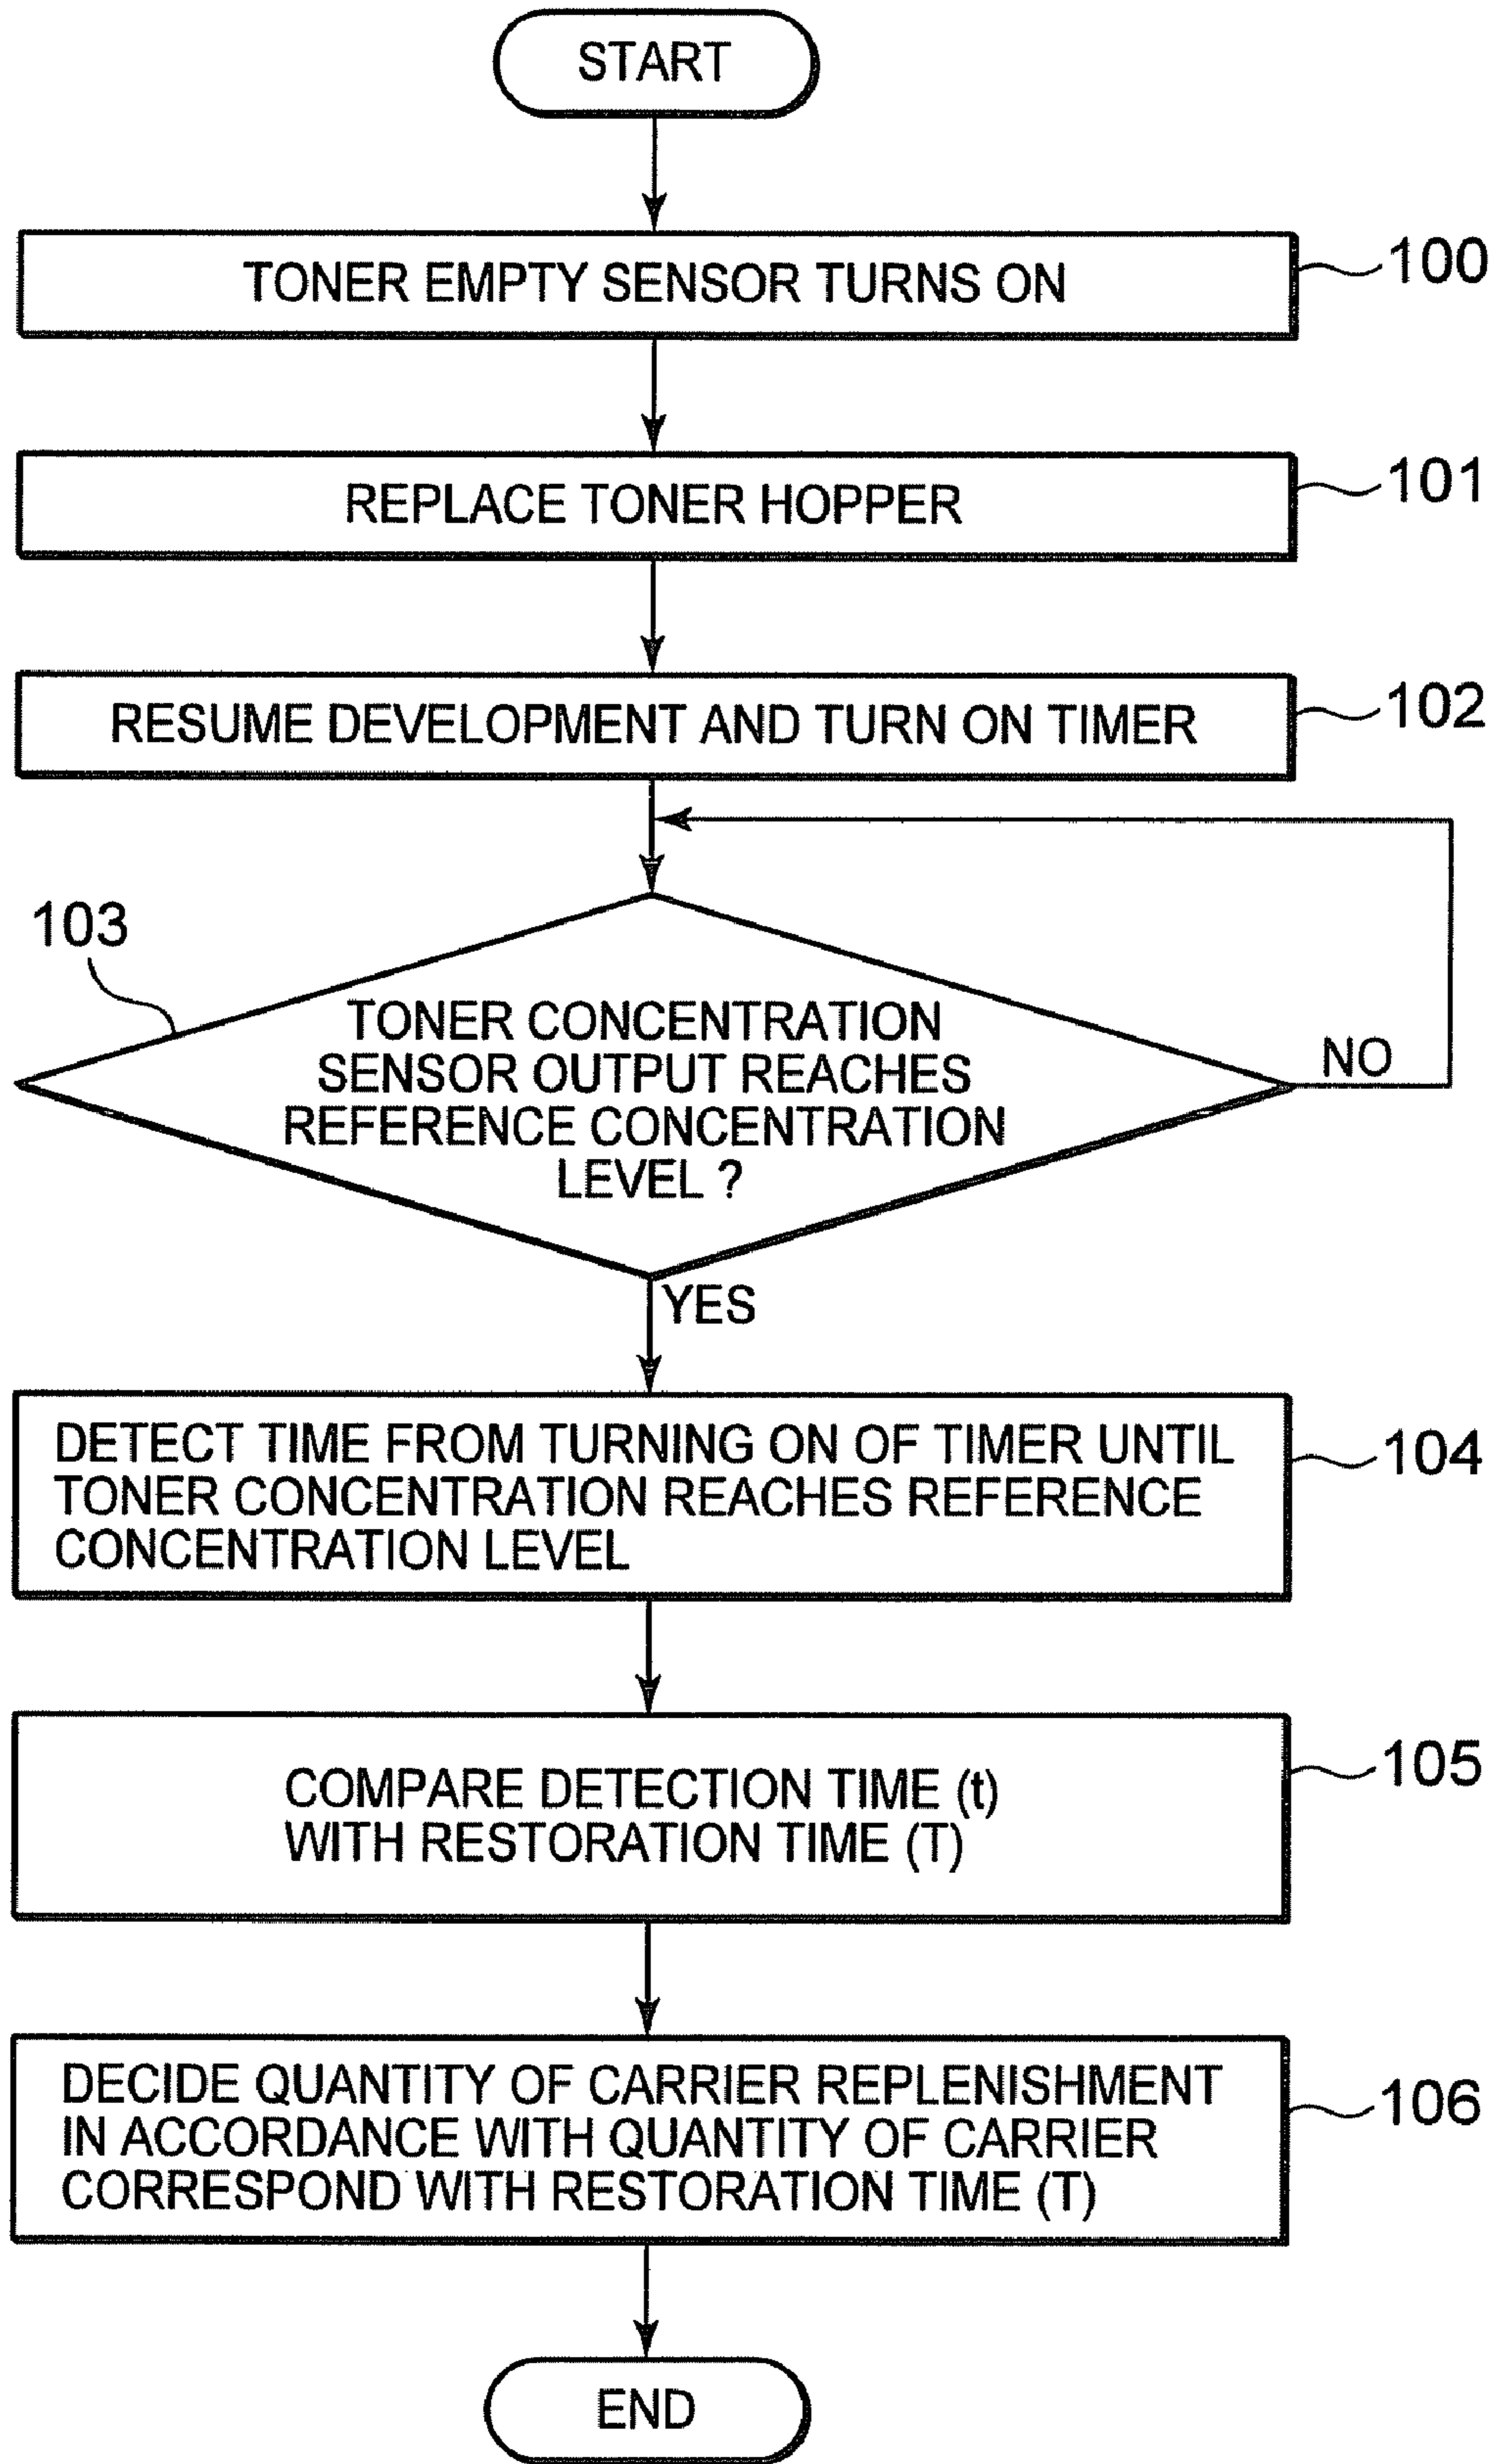 START
TONER EMPTY SENSOR TURNS ON
100
REPLACE TONER HOPPER
101
RESUME DEVELOPMENT AND TURN ON TIMER
102
103
TONER CONCENTRATION
SENSOR OUTPUT REACHES
REFERENCE CONCENTRATION
LEVEL ?
NO
YES
DETECT TIME FROM TURNING ON OF TIMER UNTIL
TONER CONCENTRATION REACHES REFERENCE
CONCENTRATION LEVEL
104
COMPARE DETECTION TIME (t)
WITH RESTORATION TIME (T)
105
DECIDE QUANTITY OF CARRIER REPLENISHMENT
IN ACCORDANCE WITH QUANTITY OF CARRIER
CORRESPOND WITH RESTORATION TIME (T)
106
END